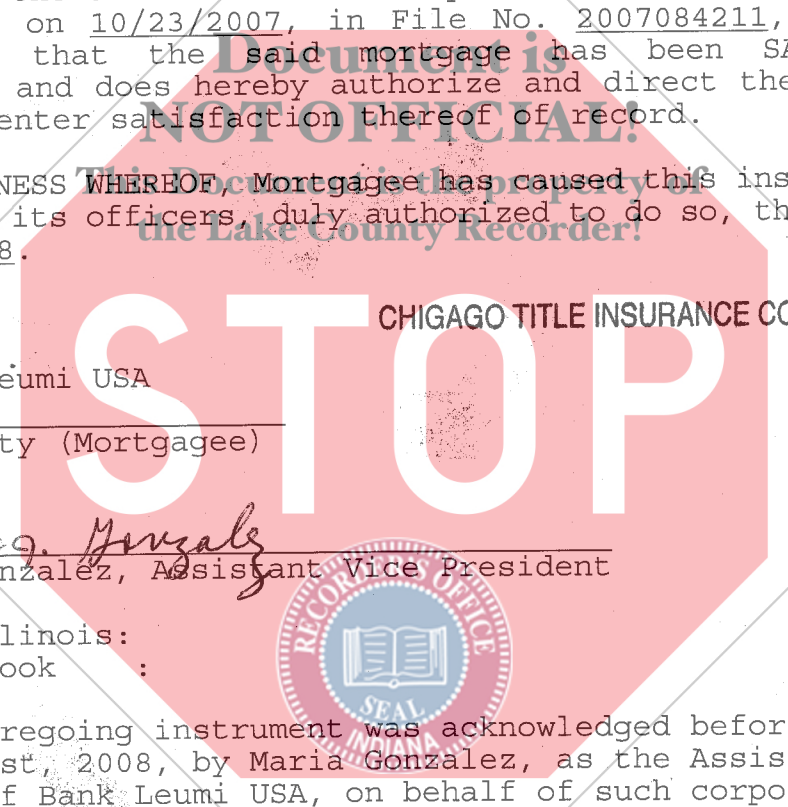 on 10/23/2007, in File No. 2007084211,
that the said mortgage has been SA
Document is
and does hereby authorize and direct the
enter satisfaction thereof of record.
NOT OFFICIAL!
NESS WHEREOF, Mortgagee has caused this ins
This Document is the property of
its officers, duly authorized to do so, th
the Lake County Recorder!
8.
CHIGAGO TITLE INSURANCE CO
STOP
eumi USA
ty (Mortgagee)
Gonzalez
nzalez, Assistant Vice President
RECORDER'S OFFICE
linois:
ook :
SEAL
INDIANA
regoing instrument was acknowledged befor
st, 2008, by Maria Gonzalez, as the Assis
f Bank Leumi USA, on behalf of such corpo